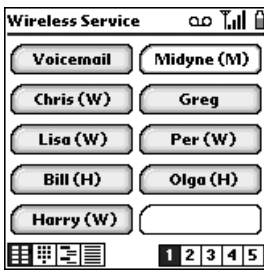 Wireless Service
Voicemail Midyne (M)
Chris (W) Greg
Lisa (W) Per (W)
Bill (H) Olga (H)
Harry (W)
1 2 3 4 5